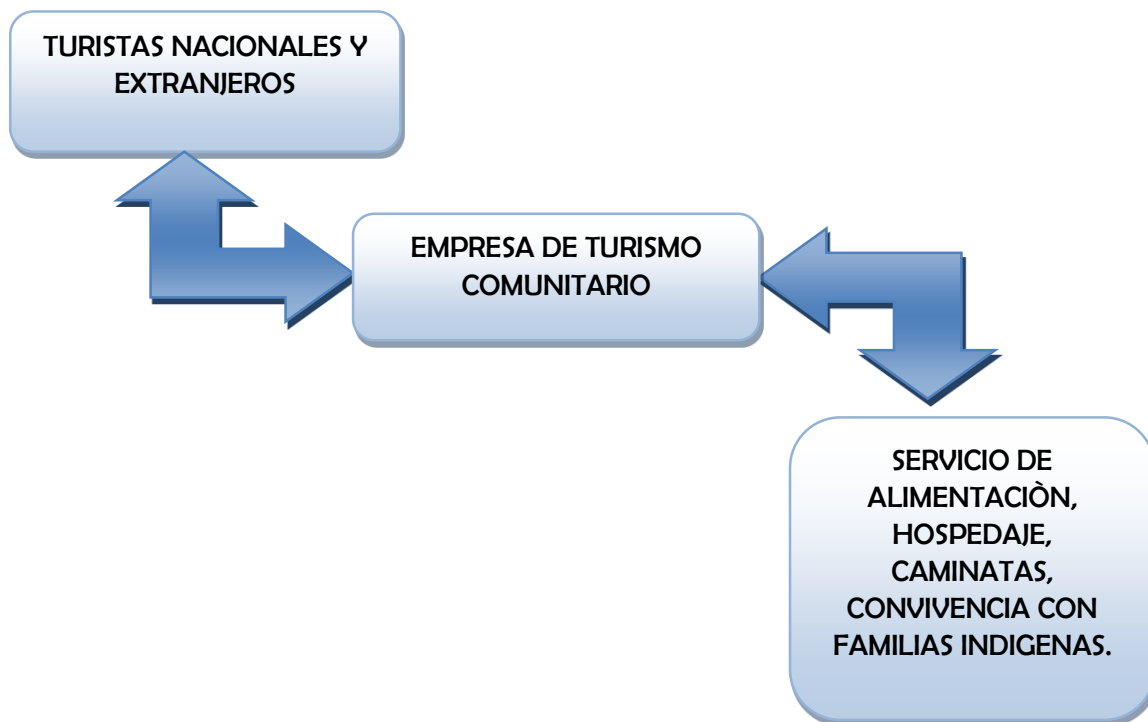 TURISTAS NACIONALES Y
EXTRANJEROS
EMPRESA DE TURISMO
COMUNITARIO
SERVICIO DE
ALIMENTACIÒN,
HOSPEDAJE,
CAMINATAS,
CONVIVENCIA CON
FAMILIAS INDIGENAS.